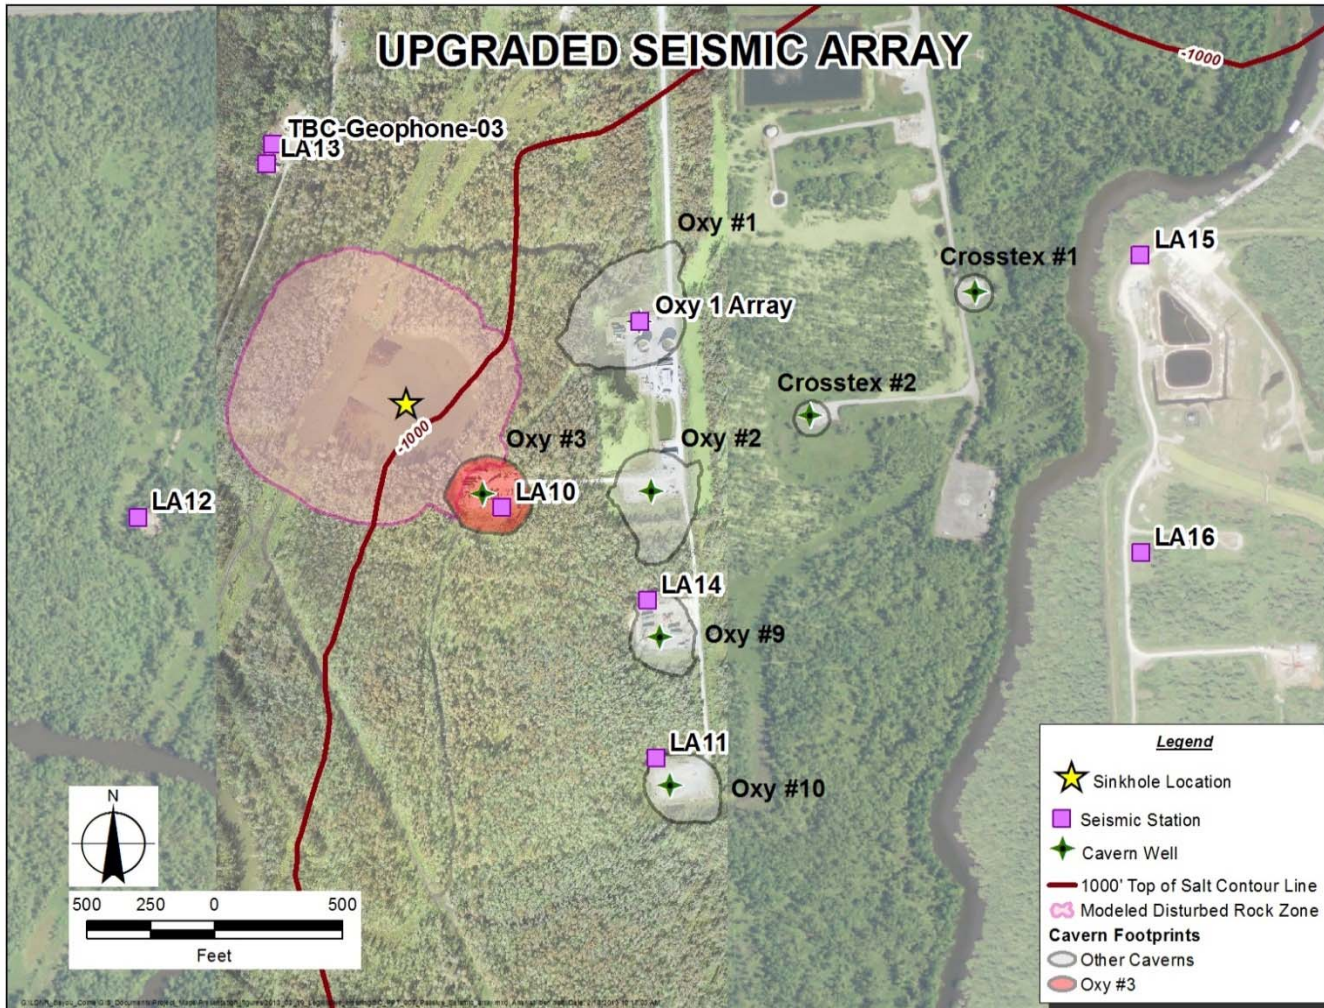 UPGRADED SEISMIC ARRAY
-1000
TBC-Geophone-03
LA13
Oxy #1
LA15
Crosstex #1
Oxy 1 Array
Crosstex #2
-1000
Oxy #3
Oxy #2
LA10
LA12
LA16
LA14
Oxy #9
LA11
Oxy #10
N
500 250 0 500
Feet
Legend
Sinkhole Location
Seismic Station
Cavern Well
1000' Top of Salt Contour Line
Modeled Disturbed Rock Zone
Cavern Footprints
Other Caverns
Oxy #3